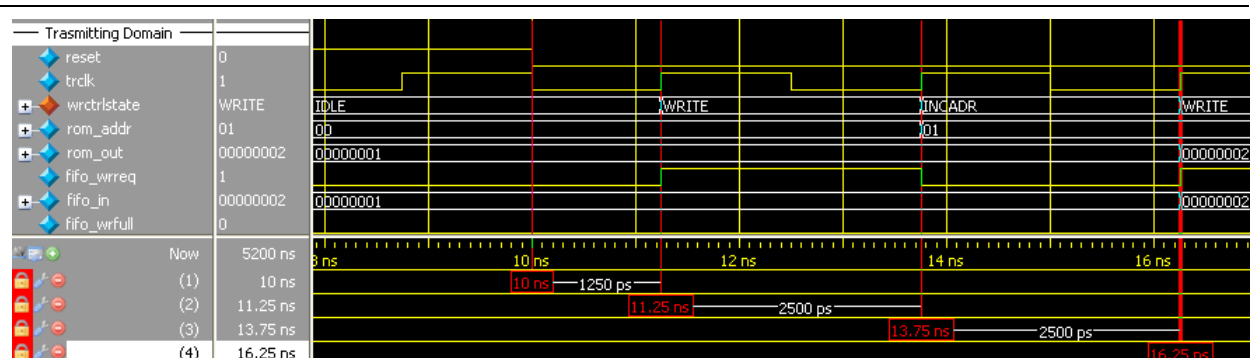 Trasmitting Domain
reset 0
trclk 1
wrctrlstate WRITE IDLE WRITE INCADR WRITE
rom_addr 01 00 01
rom_out 00000002 00000001 00000002
fifo_wrreq 1
fifo_in 00000002 00000001 00000002
fifo_wrfull 0
Now 5200 ns 8 ns 10 ns 12 ns 14 ns 16 ns
(1) 10 ns 10 ns 1250 ps
(2) 11.25 ns 11.25 ns 2500 ps
(3) 13.75 ns 13.75 ns 2500 ps
(4) 16.25 ns 16.25 ns